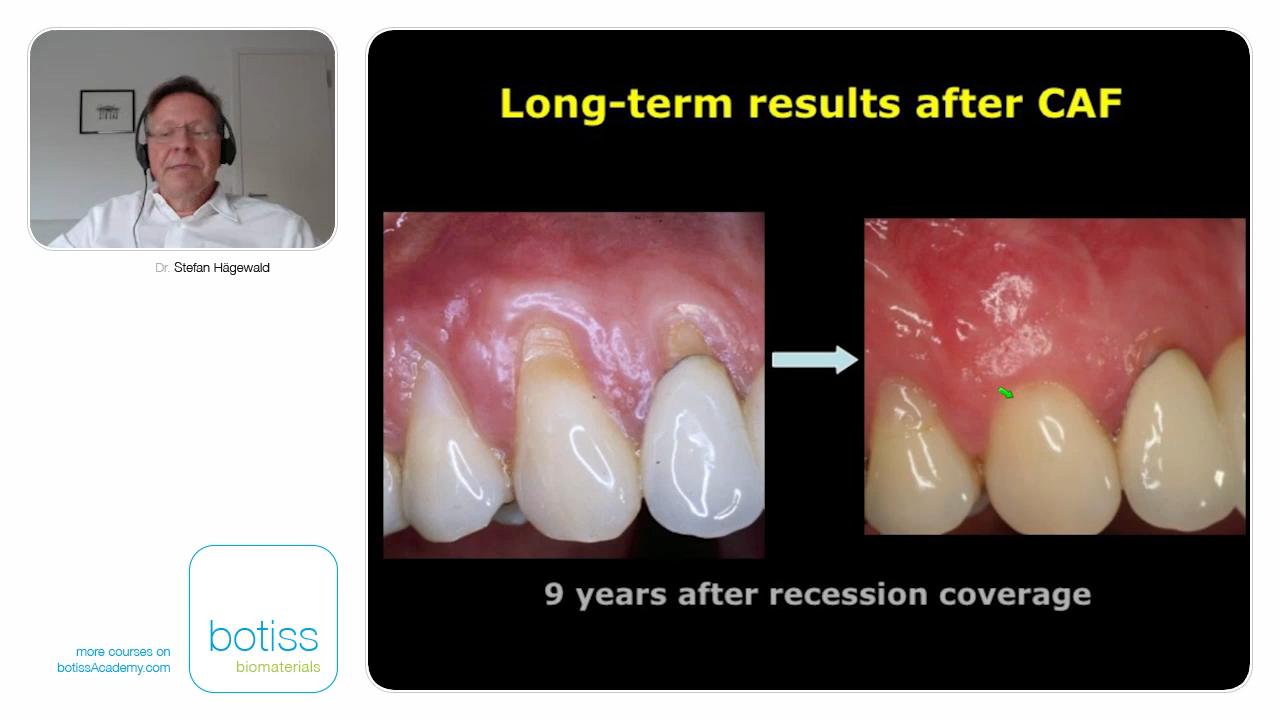 Long-term results after CAF
Dr. Stefan Hägewald
9 years after recession coverage
botiss
biomaterials
more courses on
botissAcademy.com